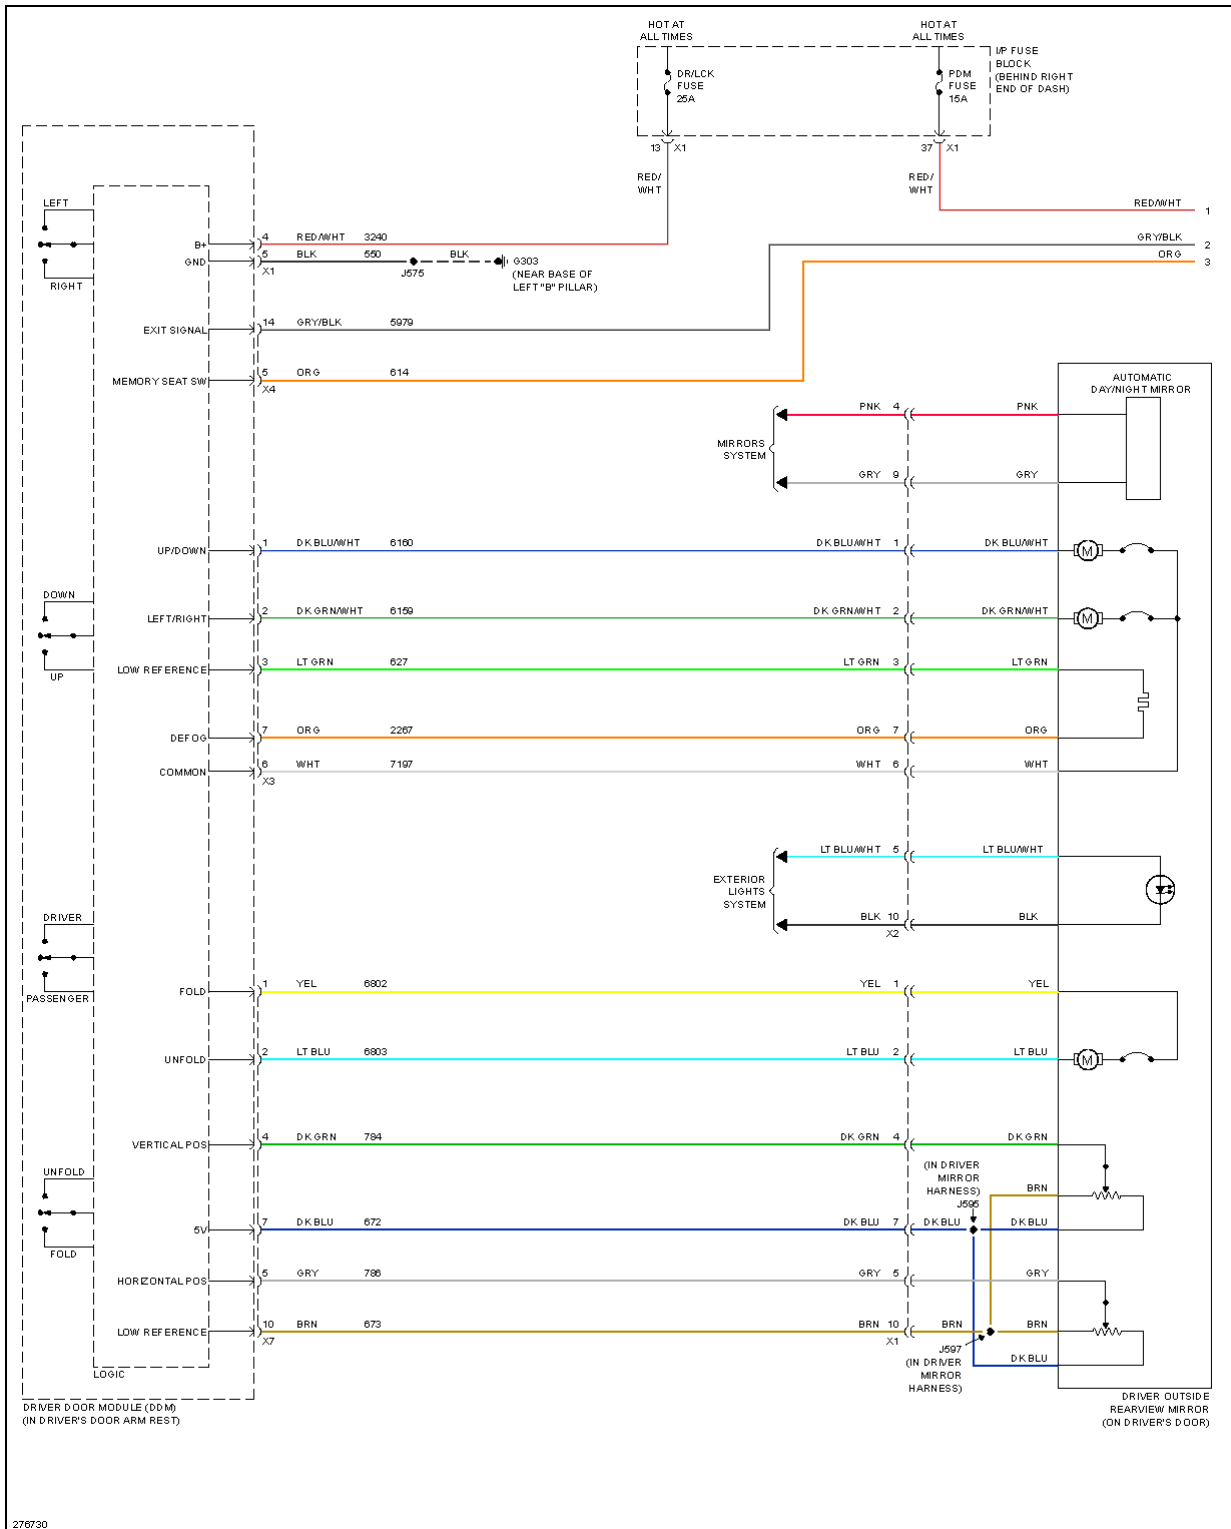 HOT AT
ALL TIMES
HOT AT
ALL TIMES
DR/LCK
FUSE
25A
PDM
FUSE
15A
I/P FUSE
BLOCK
(BEHIND RIGHT
END OF DASH)
13 X1
37 X1
RED/
WHT
RED/
WHT
RED/WHT 1
GRY/BLK 2
ORG 3
LEFT
RIGHT
B+ 4 RED/WHT 3240
GND 5 BLK 550 BLK
X1
J575
G303
(NEAR BASE OF
LEFT "B" PILLAR)
EXIT SIGNAL 14 GRY/BLK 5979
MEMORY SEAT SW 5 ORG 614
X4
AUTOMATIC
DAY/NIGHT MIRROR
PNK 4 PNK
MIRRORS
SYSTEM
GRY 9 GRY
UP/DOWN 1 DK BLU/WHT 6160 DK BLU/WHT 1 DK BLU/WHT M
DOWN
LEFT/RIGHT 2 DK GRN/WHT 6159 DK GRN/WHT 2 DK GRN/WHT M
LOW REFERENCE 3 LT GRN 627 LT GRN 3 LT GRN
UP
DEFOG 7 ORG 2267 ORG 7 ORG
COMMON 6 WHT 7197 WHT 6 WHT
X3
LT BLU/WHT 5 LT BLU/WHT
EXTERIOR
LIGHTS
SYSTEM
BLK 10 BLK
X2
DRIVER
PASSENGER
FOLD 1 YEL 6802 YEL 1 YEL
UNFOLD 2 LT BLU 6803 LT BLU 2 LT BLU M
VERTICAL POS 4 DK GRN 784 DK GRN 4 DK GRN
(IN DRIVER
MIRROR
HARNESS)
J595
BRN
UNFOLD
5V 7 DK BLU 672 DK BLU 7 DK BLU DK BLU
FOLD
HORIZONTAL POS 5 GRY 786 GRY 5 GRY
LOW REFERENCE 10 BRN 673 BRN 10 BRN BRN
X7
X1
J597
(IN DRIVER
MIRROR
HARNESS)
DK BLU
LOGIC
DRIVER DOOR MODULE (DDM)
(IN DRIVER'S DOOR ARM REST)
DRIVER OUTSIDE
REARVIEW MIRROR
(ON DRIVER'S DOOR)
276730